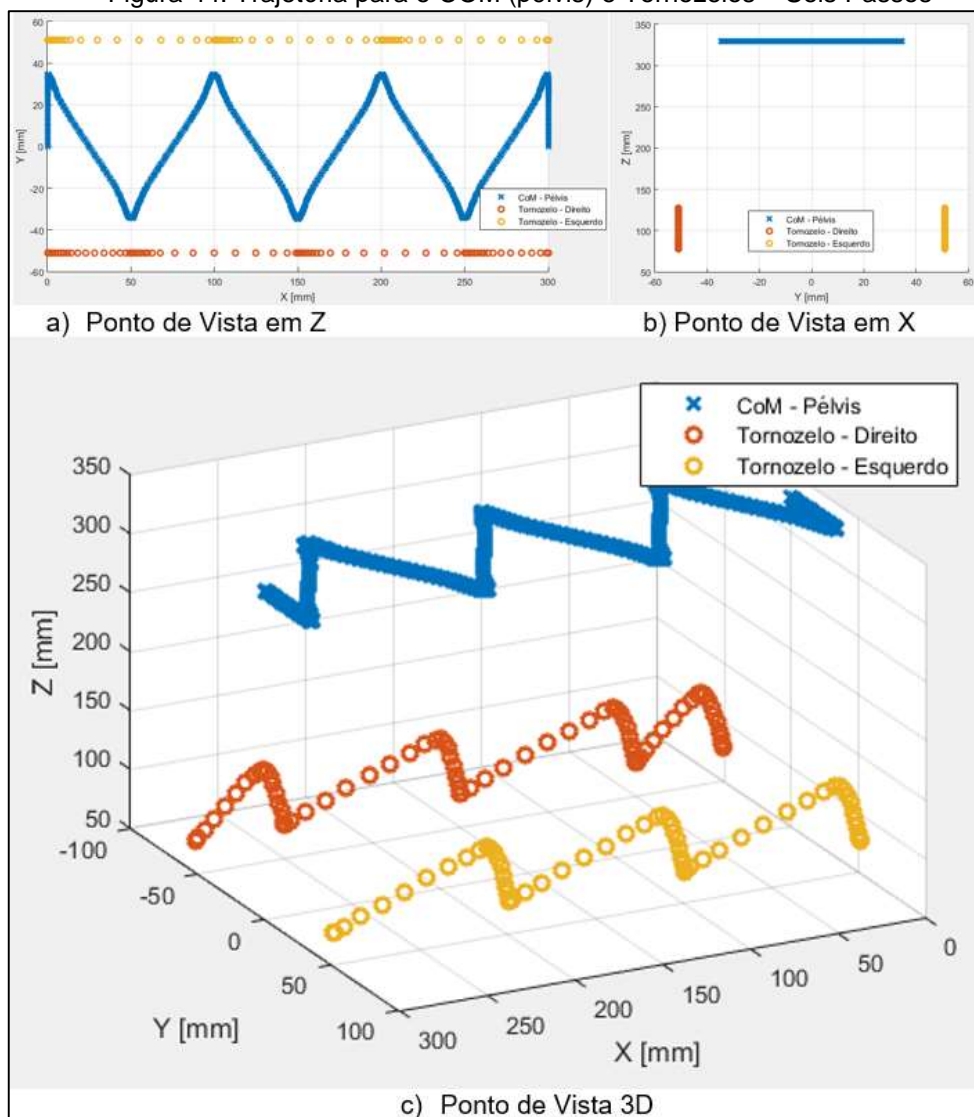 Figura 44: Trajetória para o COM (pélvis) e Tornozelos – Seis Passos
60
40
20
0
-20
-40
-60
Y [mm]
0 50 100 150 200 250 300
X [mm]
CoM - Pélvis
Tornozelo - Direito
Tornozelo - Esquerdo
350
300
250
200
150
100
50
Z [mm]
-60 -40 -20 0 20 40 60
Y [mm]
CoM - Pélvis
Tornozelo - Direito
Tornozelo - Esquerdo
a) Ponto de Vista em Z
b) Ponto de Vista em X
CoM - Pélvis
Tornozelo - Direito
Tornozelo - Esquerdo
350
300
250
200
150
100
50
Z [mm]
-100
-50
0
50
100
Y [mm]
300 250 200 150 100 50 0
X [mm]
c) Ponto de Vista 3D